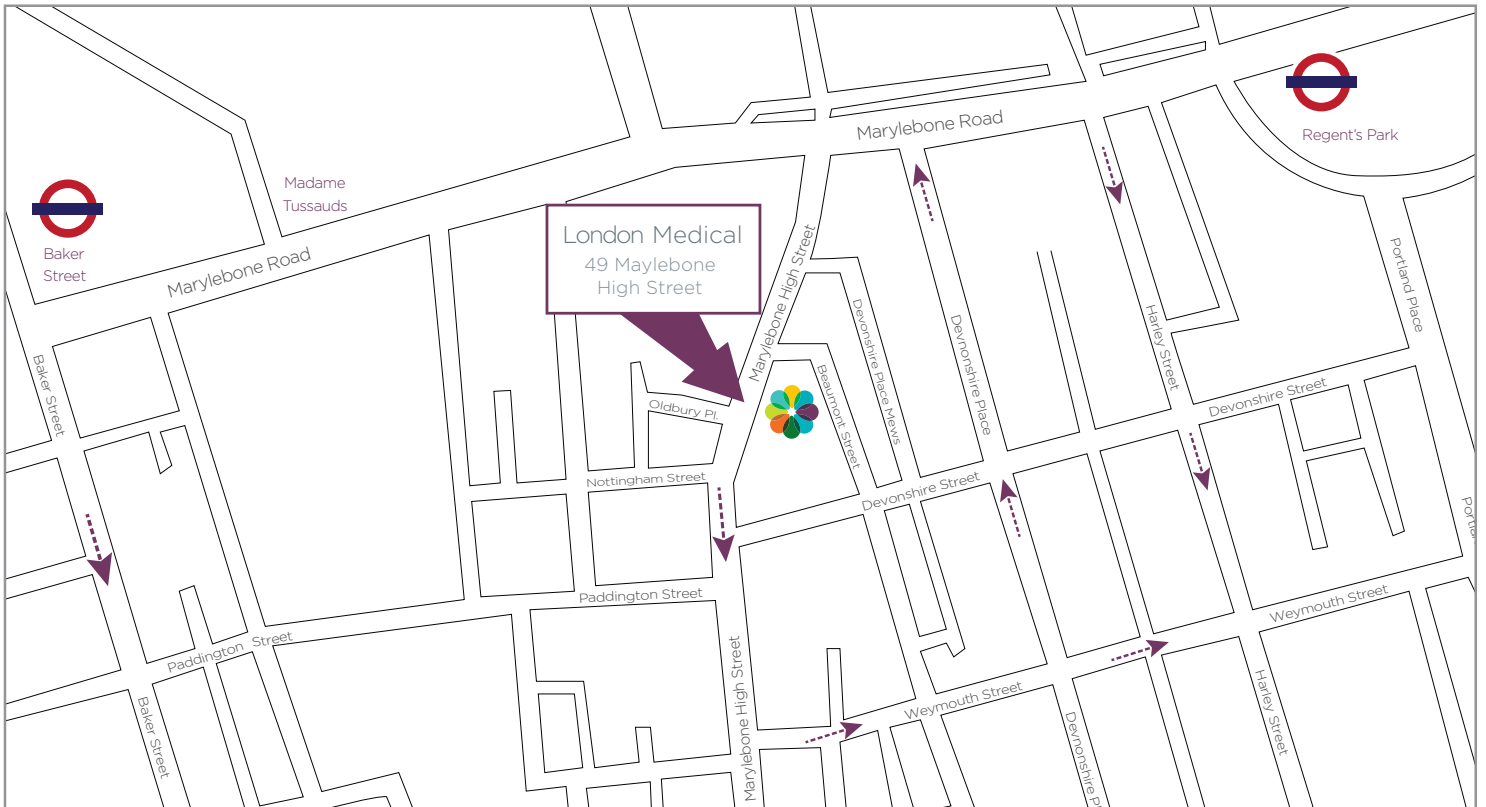 Marylebone Road
Regent's Park
Madame
Tussauds
Baker
Street
Marylebone Road
London Medical
49 Maylebone
High Street
Marylebone High Street
Portland Place
Devonshire Place Mews
Devnonshire Place
Harley Street
Baker Street
Beaumont Street
Oldbury Pl.
Devonshire Street
Nottingham Street
Devonshire Street
Paddington Street
Weymouth Street
Paddington Street
Marylebone High Street
Weymouth Street
Harley Street
Baker Street
Devnonshire P